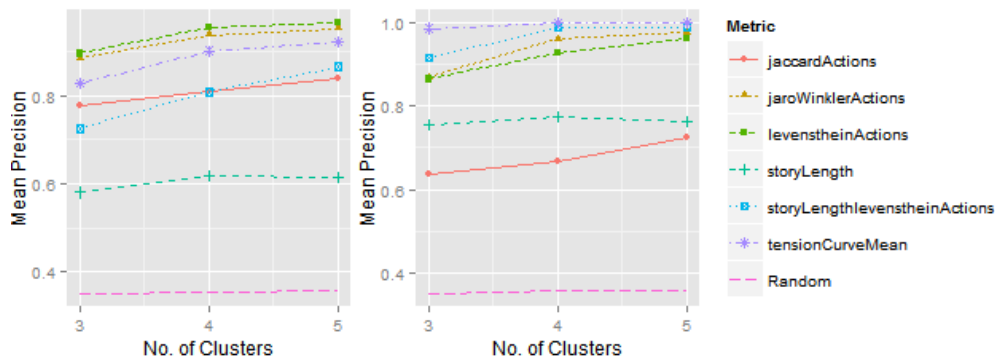 Mean Precision
0.8
0.6
0.4
3
4
5
No. of Clusters
Mean Precision
1.0
0.8
0.6
0.4
3
4
5
No. of Clusters
Metric
jaccardActions
jaroWinklerActions
levenstheinActions
storyLength
storyLengthlevenstheinActions
tensionCurveMean
Random